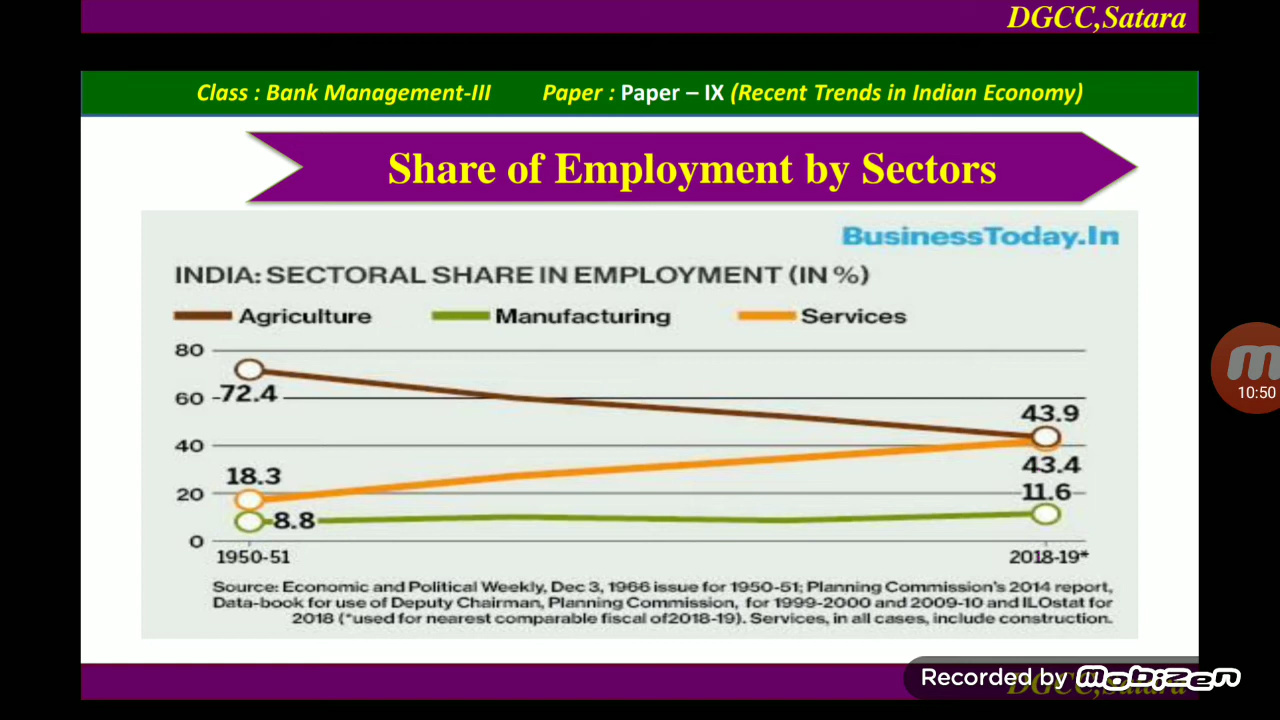 DGCC,Satara
Class : Bank Management-III Paper : Paper – IX (Recent Trends in Indian Economy)
Share of Employment by Sectors
BusinessToday.In
INDIA: SECTORAL SHARE IN EMPLOYMENT (IN %)
Agriculture Manufacturing Services
80
72.4
60
43.9
40
43.4
18.3
11.6
20
8.8
0
1950-51 2018-19*
10:50
Source: Economic and Political Weekly, Dec 3, 1966 issue for 1950-51; Planning Commission's 2014 report,
Data-book for use of Deputy Chairman, Planning Commission, for 1999-2000 and 2009-10 and ILOstat for
2018 (*used for nearest comparable fiscal of2018-19). Services, in all cases, include construction.
Recorded by mobizen
DGCC,Satara